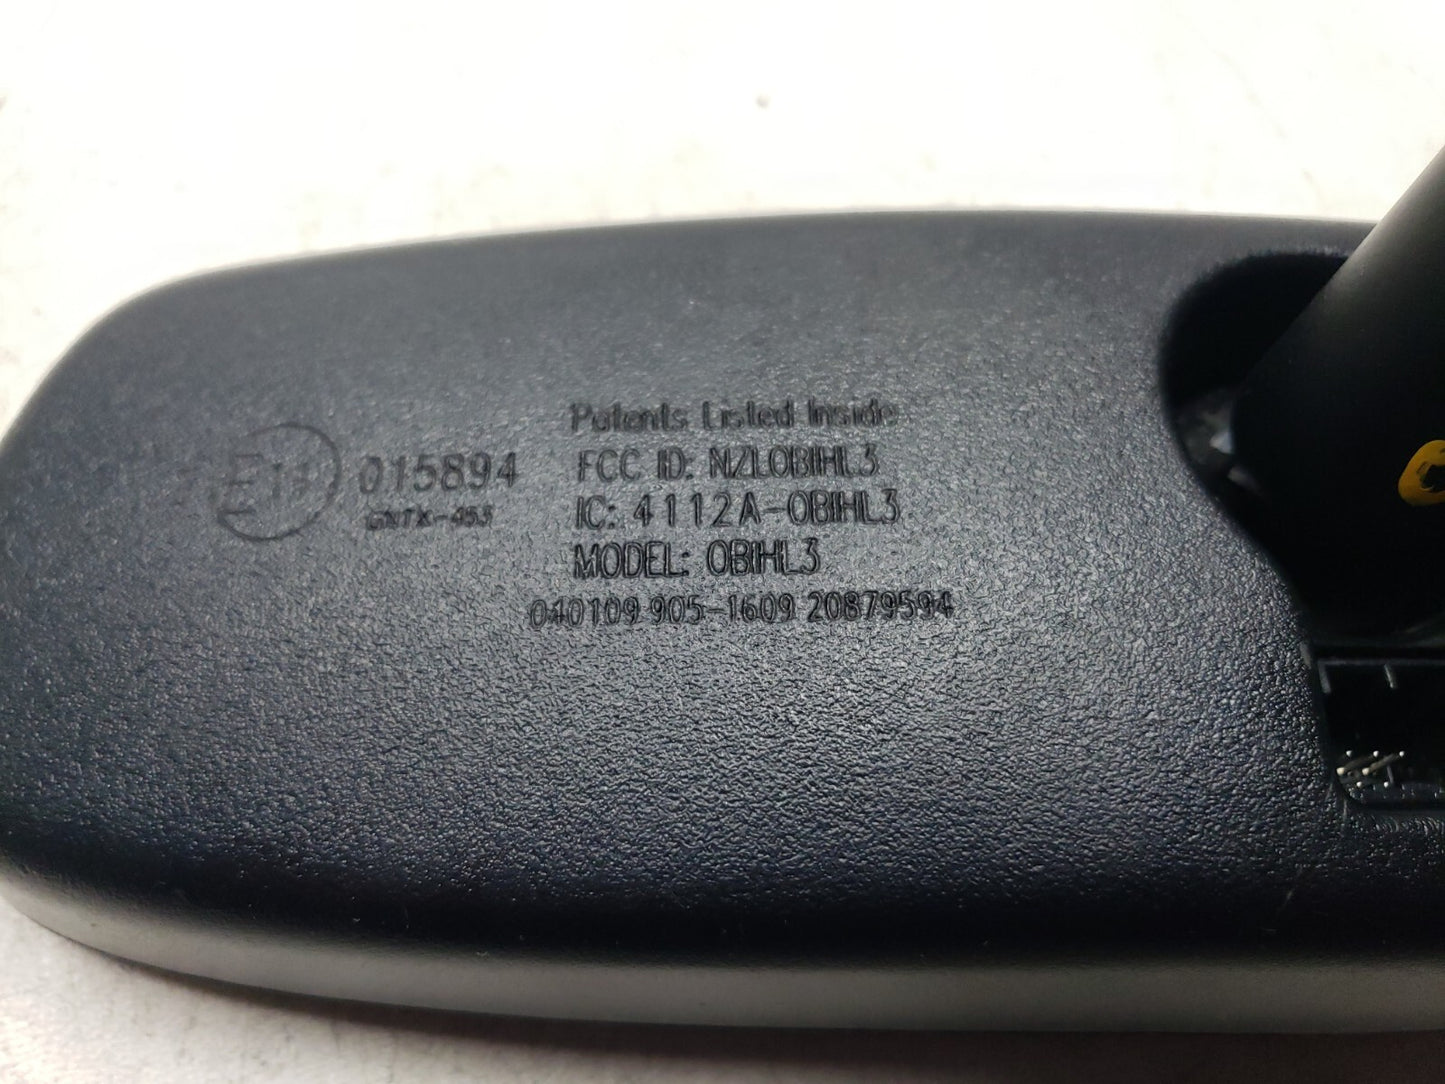 Patents Listed Inside
E11 015894
GNTX-453
FCC ID: NZLOBIHL3
IC: 4112A-OBIHL3
MODEL: OBIHL3
040109 905-1609 20879594